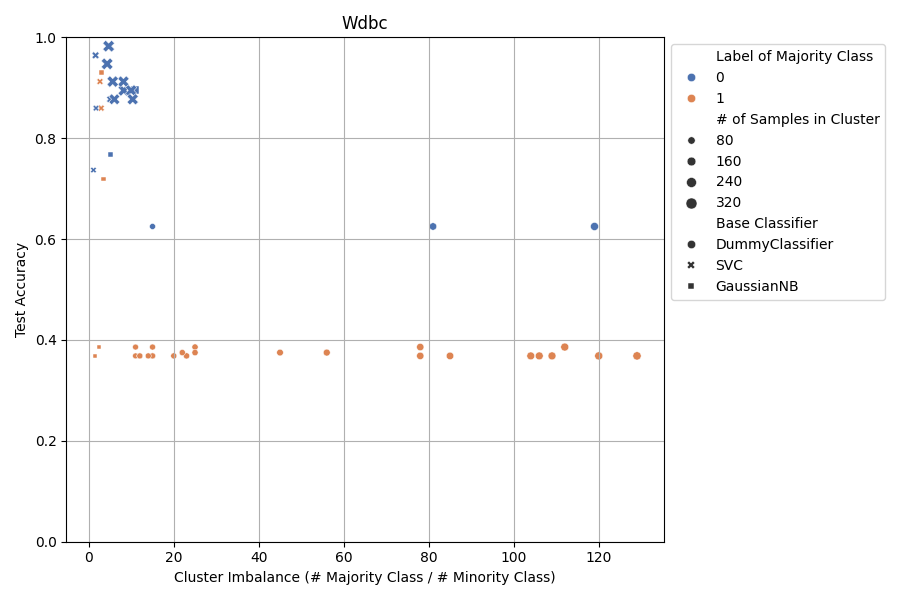 Wdbc
1.0
0.8
0.6
0.4
0.2
0.0
Test Accuracy
0 20 40 60 80 100 120
Cluster Imbalance (# Majority Class / # Minority Class)
Label of Majority Class
0
1
# of Samples in Cluster
80
160
240
320
Base Classifier
DummyClassifier
SVC
GaussianNB